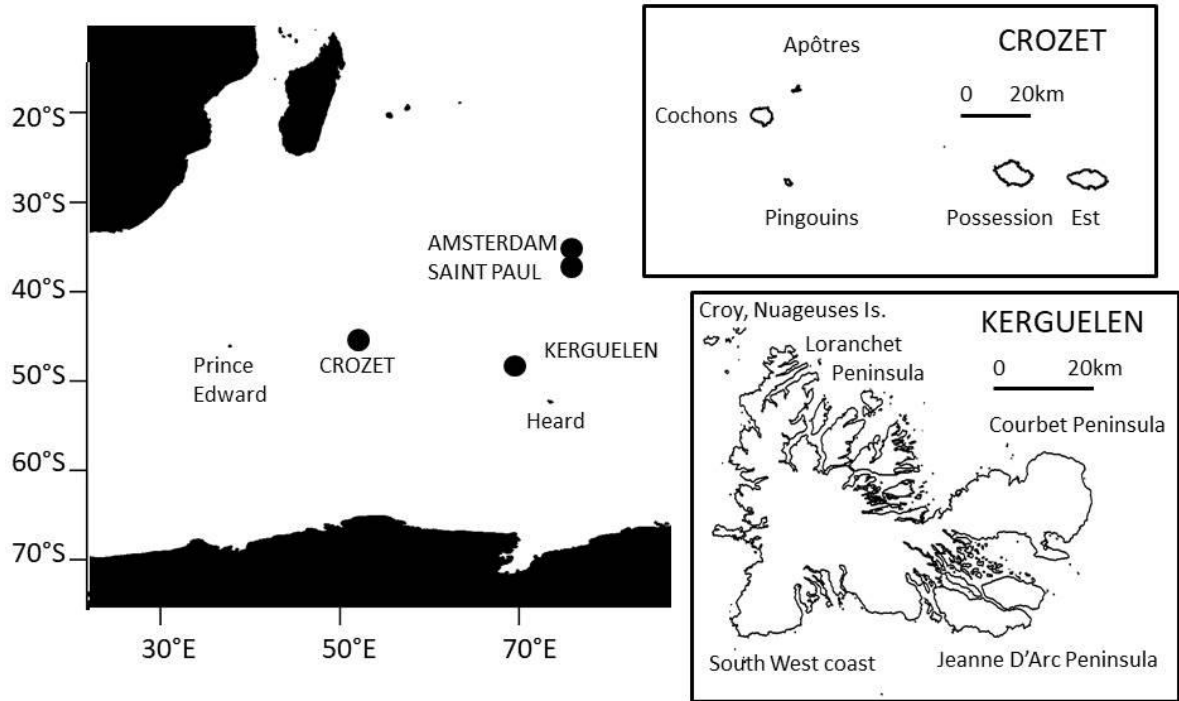 20°S
30°S
40°S
50°S
60°S
70°S
30°E
50°E
70°E
AMSTERDAM
SAINT PAUL
Prince
Edward
CROZET
KERGUELEN
Heard
Apôtres
CROZET
0 20km
Cochons
Pingouins
Possession
Est
Croy, Nuageuses Is.
KERGUELEN
Loranchet
Peninsula
0 20km
Courbet Peninsula
South West coast
Jeanne D'Arc Peninsula